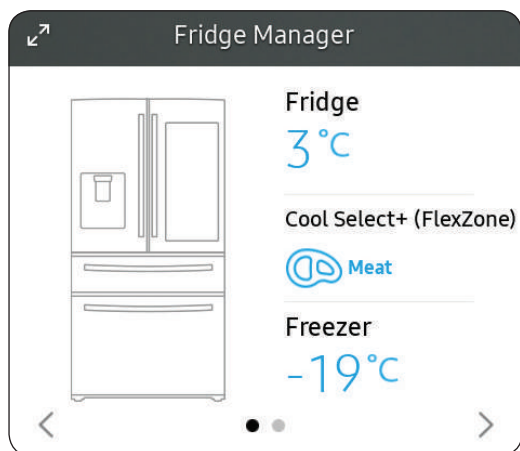 Fridge Manager
Fridge
3°C
Cool Select+ (FlexZone)
Meat
Freezer
-19°C